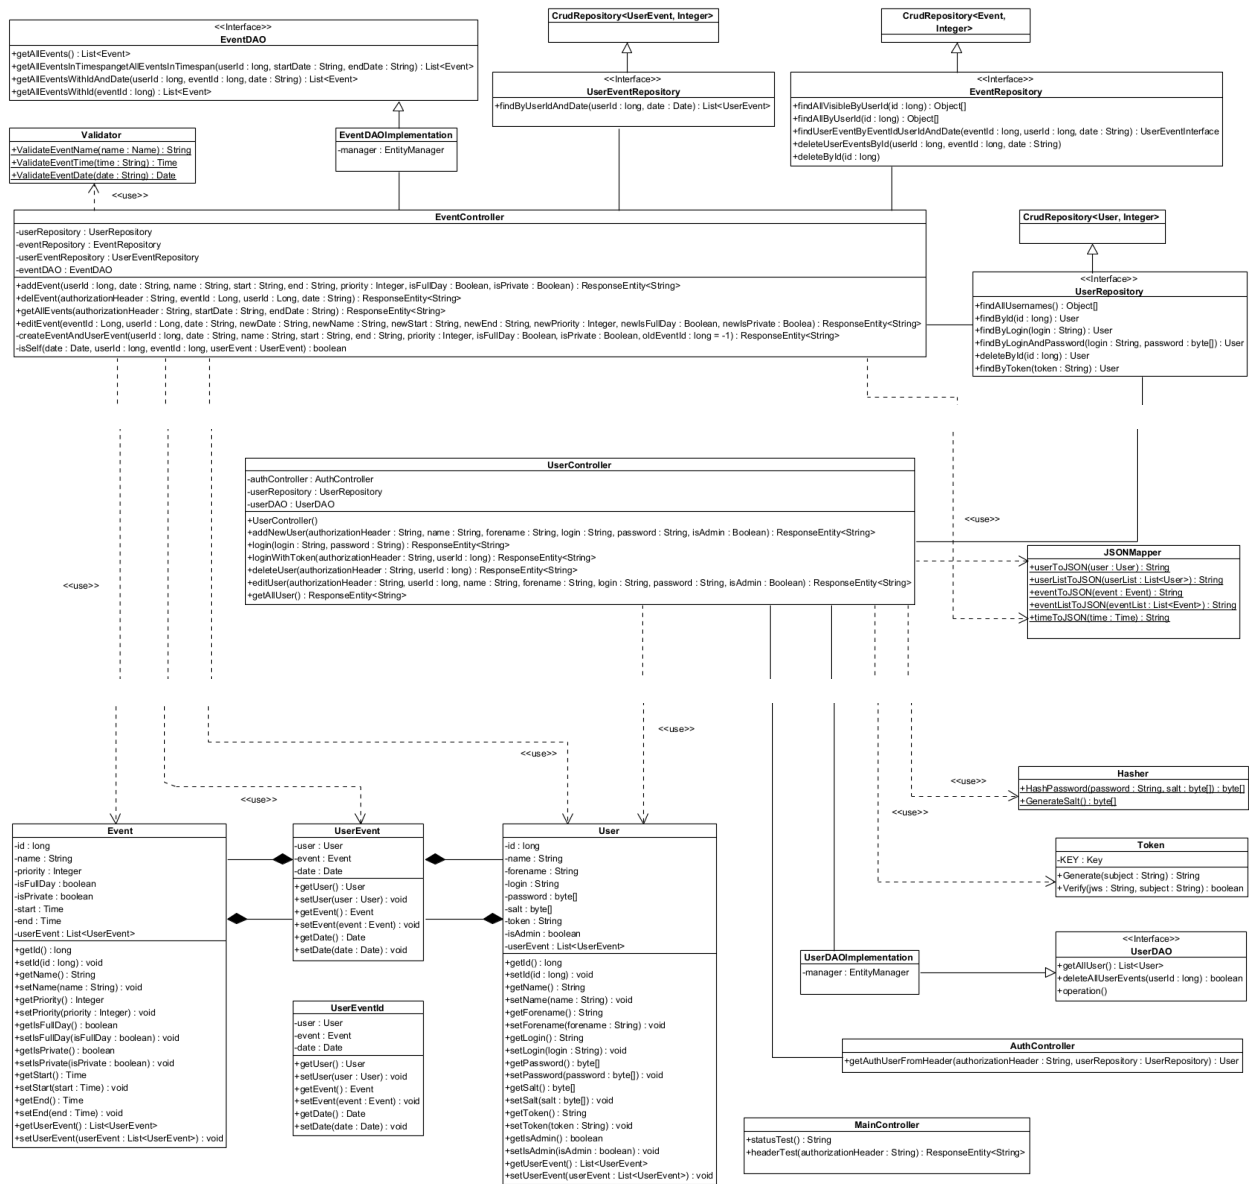 <<Interface>>
EventDAO
+getAllEvents() : List<Event>
+getAllEventsInTimespangetAllEventsInTimespan(userId : long, startDate : String, endDate : String) : List<Event>
+getAllEventsWithIdAndDate(userId : long, eventId : long, date : String) : List<Event>
+getAllEventsWithId(eventId : long) : List<Event>
CrudRepository<UserEvent, Integer>
<<Interface>>
UserEventRepository
+findByUserIdAndDate(userId : long, date : Date) : List<UserEvent>
CrudRepository<Event,
Integer>
<<Interface>>
EventRepository
+findAllVisibleByUserId(id : long) : Object[]
+findAllByUserId(id : long) : Object[]
+findUserEventByEventIdUserIdAndDate(eventId : long, userId : long, date : String) : UserEventInterface
+deleteUserEventsById(userId : long, eventId : long, date : String)
+deleteById(id : long)
Validator
+ValidateEventName(name : Name) : String
+ValidateEventTime(time : String) : Time
+ValidateEventDate(date : String) : Date
<<use>>
EventDAOImplementation
-manager : EntityManager
EventController
-userRepository : UserRepository
-eventRepository : EventRepository
-userEventRepository : UserEventRepository
-eventDAO : EventDAO
+addEvent(userId : long, date : String, name : String, start : String, end : String, priority : Integer, isFullDay : Boolean, isPrivate : Boolean) : ResponseEntity<String>
+delEvent(authorizationHeader : String, eventId : Long, userId : Long, date : String) : ResponseEntity<String>
+getAllEvents(authorizationHeader : String, startDate : String, endDate : String) : ResponseEntity<String>
+editEvent(eventId : Long, userId : Long, date : String, newDate : String, newName : String, newStart : String, newEnd : String, newPriority : Integer, newIsFullDay : Boolean, newIsPrivate : Boolea) : ResponseEntity<String>
-createEventAndUserEvent(userId : long, date : String, name : String, start : String, end : String, priority : Integer, isFullDay : Boolean, isPrivate : Boolean, oldEventId : long = -1) : ResponseEntity<String>
-isSelf(date : Date, userId : long, eventId : long, userEvent : UserEvent) : boolean
CrudRepository<User, Integer>
<<Interface>>
UserRepository
+findAllUsernames() : Object[]
+findById(id : long) : User
+findByLogin(login : String) : User
+findByLoginAndPassword(login : String, password : byte[]) : User
+deleteById(id : long) : User
+findByToken(token : String) : User
UserController
-authController : AuthController
-userRepository : UserRepository
-userDAO : UserDAO
+UserController()
+addNewUser(authorizationHeader : String, name : String, forename : String, login : String, password : String, isAdmin : Boolean) : ResponseEntity<String>
+login(login : String, password : String) : ResponseEntity<String>
+loginWithToken(authorizationHeader : String, userId : long) : ResponseEntity<String>
+deleteUser(authorizationHeader : String, userId : long) : ResponseEntity<String>
+editUser(authorizationHeader : String, userId : long, name : String, forename : String, login : String, password : String, isAdmin : Boolean) : ResponseEntity<String>
+getAllUser() : ResponseEntity<String>
<<use>>
<<use>>
JSONMapper
+userToJSON(user : User) : String
+userListToJSON(userList : List<User>) : String
+eventToJSON(event : Event) : String
+eventListToJSON(eventList : List<Event>) : String
+timeToJSON(time : Time) : String
<<use>>
<<use>>
<<use>>
<<use>>
<<use>>
Hasher
+HashPassword(password : String, salt : byte[]) : byte[]
+GenerateSalt() : byte[]
Token
-KEY : Key
+Generate(subject : String) : String
+Verify(jws : String, subject : String) : boolean
Event
-id : long
-name : String
-priority : Integer
-isFullDay : boolean
-isPrivate : boolean
-start : Time
-end : Time
-userEvent : List<UserEvent>
+getId() : long
+setId(id : long) : void
+getName() : String
+setName(name : String) : void
+getPriority() : Integer
+setPriority(priority : Integer) : void
+getIsFullDay() : boolean
+setIsFullDay(isFullDay : boolean) : void
+getIsPrivate() : boolean
+setIsPrivate(isPrivate : boolean) : void
+getStart() : Time
+setStart(start : Time) : void
+getEnd() : Time
+setEnd(end : Time) : void
+getUserEvent() : List<UserEvent>
+setUserEvent(userEvent : List<UserEvent>) : void
UserEvent
-user : User
-event : Event
-date : Date
+getUser() : User
+setUser(user : User) : void
+getEvent() : Event
+setEvent(event : Event) : void
+getDate() : Date
+setDate(date : Date) : void
UserEventId
-user : User
-event : Event
-date : Date
+getUser() : User
+setUser(user : User) : void
+getEvent() : Event
+setEvent(event : Event) : void
+getDate() : Date
+setDate(date : Date) : void
User
-id : long
-name : String
-forename : String
-login : String
-password : byte[]
-salt : byte[]
-token : String
-isAdmin : boolean
-userEvent : List<UserEvent>
+getId() : long
+setId(id : long) : void
+getName() : String
+setName(name : String) : void
+getForename() : String
+setForename(forename : String) : void
+getLogin() : String
+setLogin(login : String) : void
+getPassword() : byte[]
+setPassword(password : byte[]) : void
+getSalt() : byte[]
+setSalt(salt : byte[]) : void
+getToken() : String
+setToken(token : String) : void
+getIsAdmin() : boolean
+setIsAdmin(isAdmin : boolean) : void
+getUserEvent() : List<UserEvent>
+setUserEvent(userEvent : List<UserEvent>) : void
UserDAOImplementation
-manager : EntityManager
<<Interface>>
UserDAO
+getAllUser() : List<User>
+deleteAllUserEvents(userId : long) : boolean
+operation()
AuthController
+getAuthUserFromHeader(authorizationHeader : String, userRepository : UserRepository) : User
MainController
+statusTest() : String
+headerTest(authorizationHeader : String) : ResponseEntity<String>